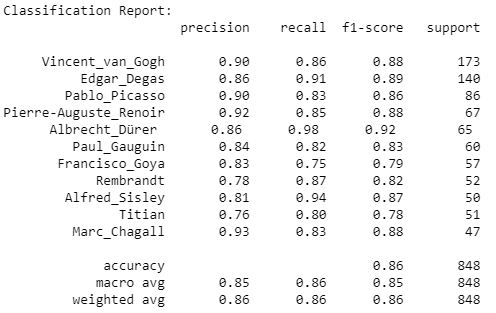 Classification Report:
precision recall f1-score support
Vincent_van_Gogh 0.90 0.86 0.88 173
Edgar_Degas 0.86 0.91 0.89 140
Pablo_Picasso 0.90 0.83 0.86 86
Pierre-Auguste_Renoir 0.92 0.85 0.88 67
Albrecht_Dürer 0.86 0.98 0.92 65
Paul_Gauguin 0.84 0.82 0.83 60
Francisco_Goya 0.83 0.75 0.79 57
Rembrandt 0.78 0.87 0.82 52
Alfred_Sisley 0.81 0.94 0.87 50
Titian 0.76 0.80 0.78 51
Marc_Chagall 0.93 0.83 0.88 47
accuracy 0.86 848
macro avg 0.85 0.86 0.85 848
weighted avg 0.86 0.86 0.86 848